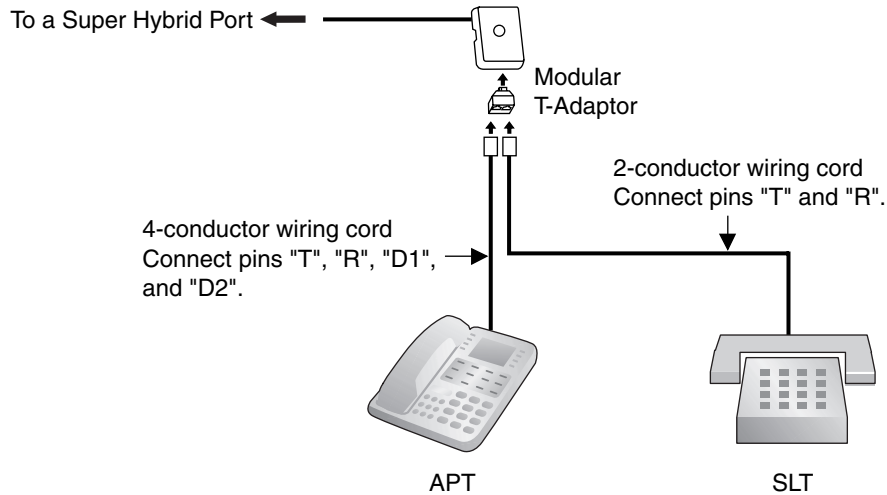 To a Super Hybrid Port
Modular
T-Adaptor
2-conductor wiring cord
Connect pins "T" and "R".
4-conductor wiring cord
Connect pins "T", "R", "D1",
and "D2".
APT
SLT